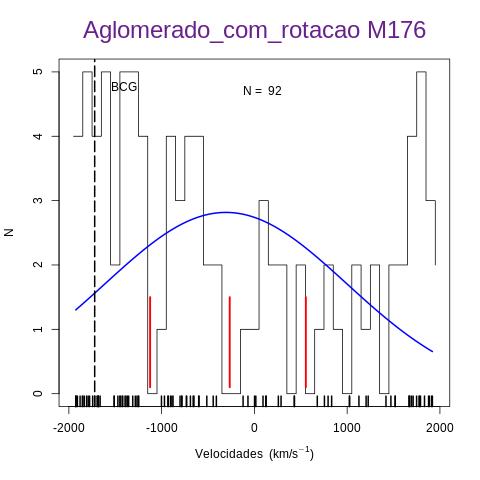 Aglomerado_com_rotacao M176
BCG
N = 92
5
4
3
2
1
0
N
-2000 -1000 0 1000 2000
Velocidades (km/s⁻¹)